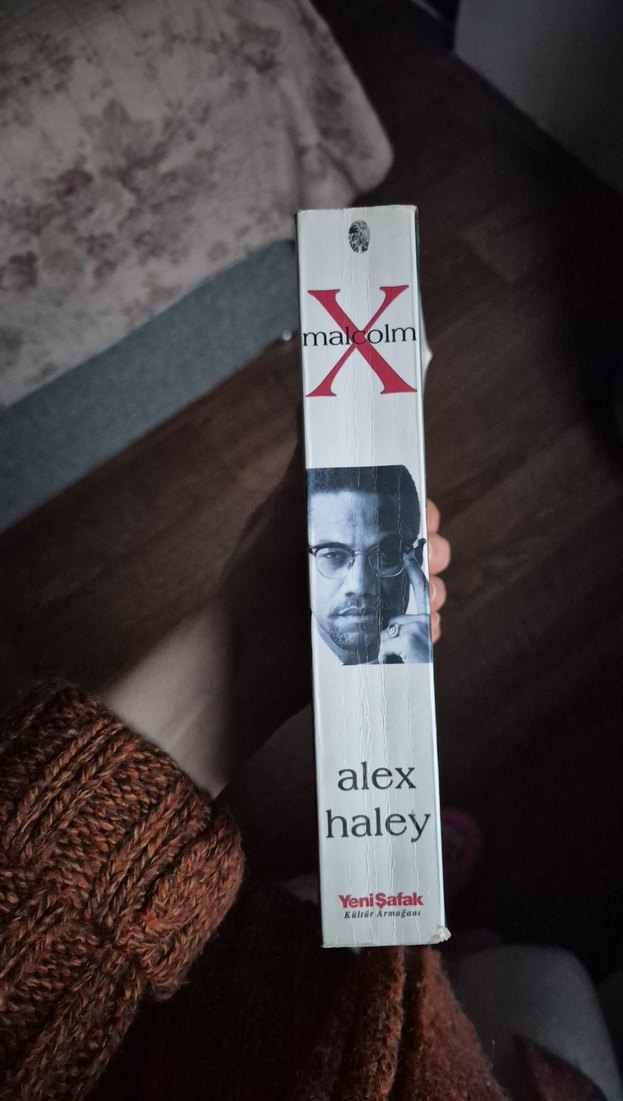 malcolm
X
alex
haley
YeniŞafak
Kültür Armağanı